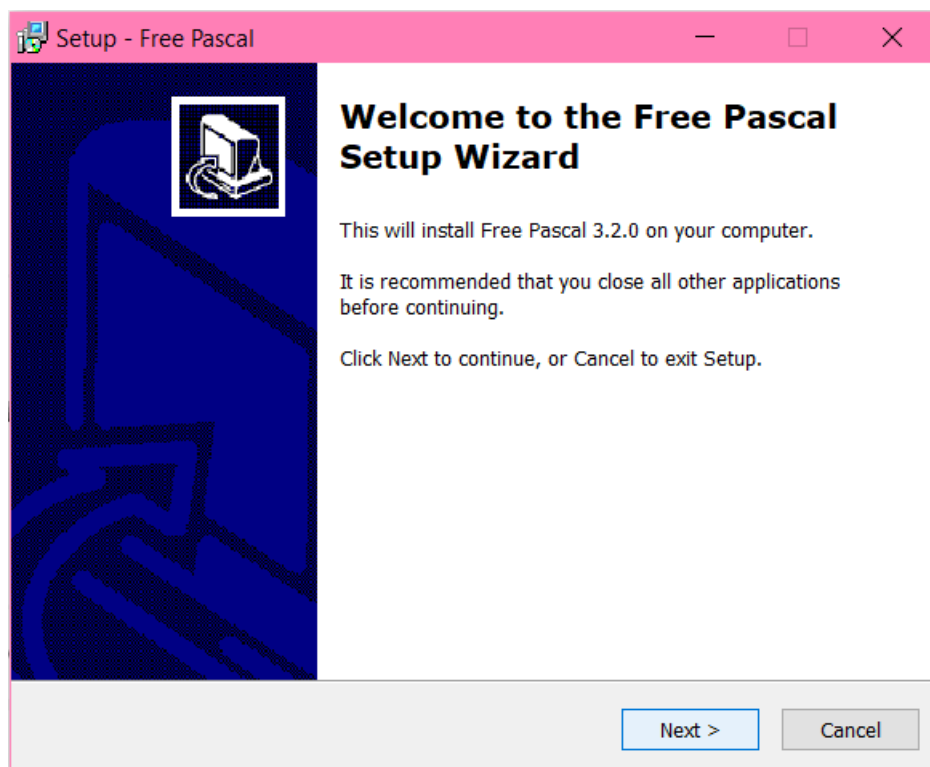 Setup - Free Pascal
Welcome to the Free Pascal
Setup Wizard
This will install Free Pascal 3.2.0 on your computer.
It is recommended that you close all other applications
before continuing.
Click Next to continue, or Cancel to exit Setup.
Next >
Cancel